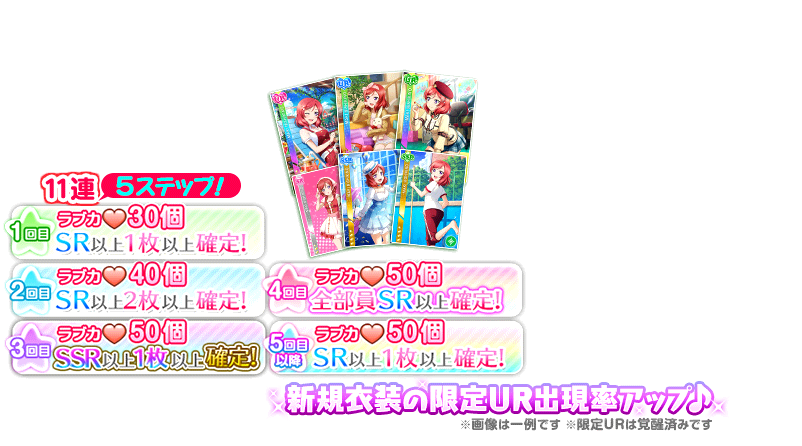 11連 5ステップ!
1回目 ラブカ 30個
SR以上1枚以上確定!
2回目 ラブカ 40個
SR以上2枚以上確定!
3回目 ラブカ 50個
SSR以上1枚以上確定!
4回目 ラブカ 50個
全部員SR以上確定!
5回目以降 ラブカ 50個
SR以上1枚以上確定!
新規衣装の限定UR出現率アップ♪
※画像は一例です ※限定URは覚醒済みです